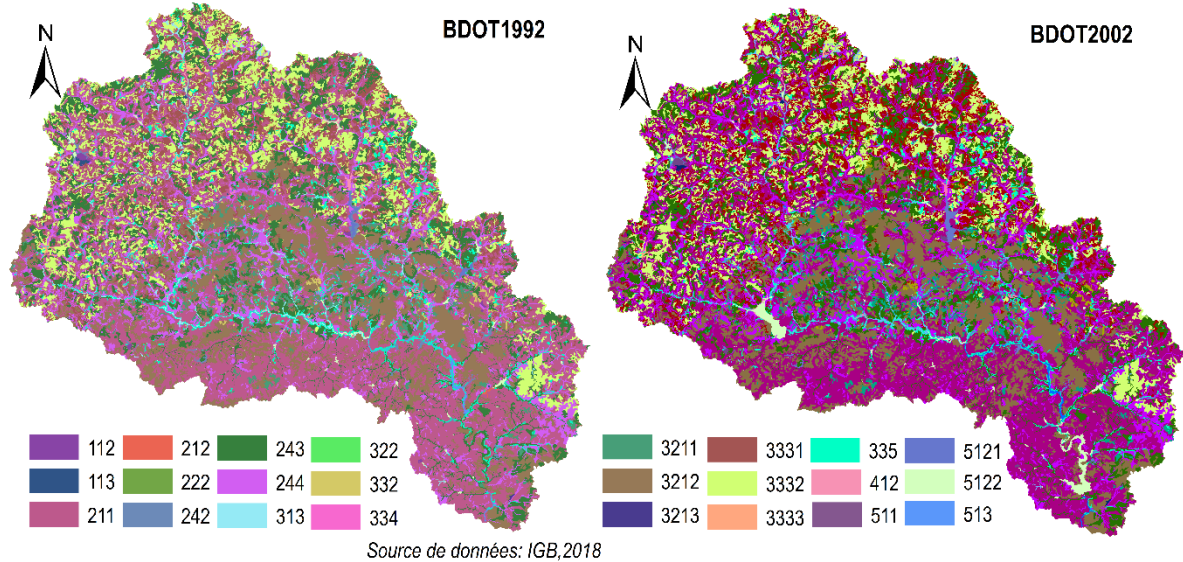 BDOT1992
N
BDOT2002
N
112 212 243 322
113 222 244 332
211 242 313 334
3211 3331 335 5121
3212 3332 412 5122
3213 3333 511 513
Source de données: IGB,2018